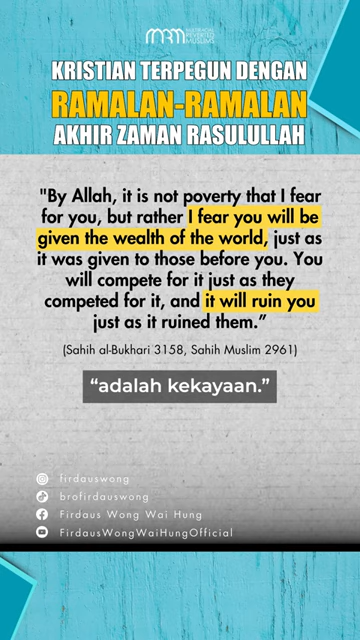 MRM
MUSLIMS
KRISTIAN TERPEGUN DENGAN
RAMALAN-RAMALAN
AKHIR ZAMAN RASULULLAH
"By Allah, it is not poverty that I fear
for you, but rather I fear you will be
given the wealth of the world, just as
it was given to those before you. You
will compete for it just as they
competed for it, and it will ruin you
just as it ruined them.”
(Sahih al-Bukhari 3158, Sahih Muslim 2961)
“adalah kekayaan.”
firdauswong
brofirdauswong
Firdaus Wong Wai Hung
FirdausWongWaiHungOfficial